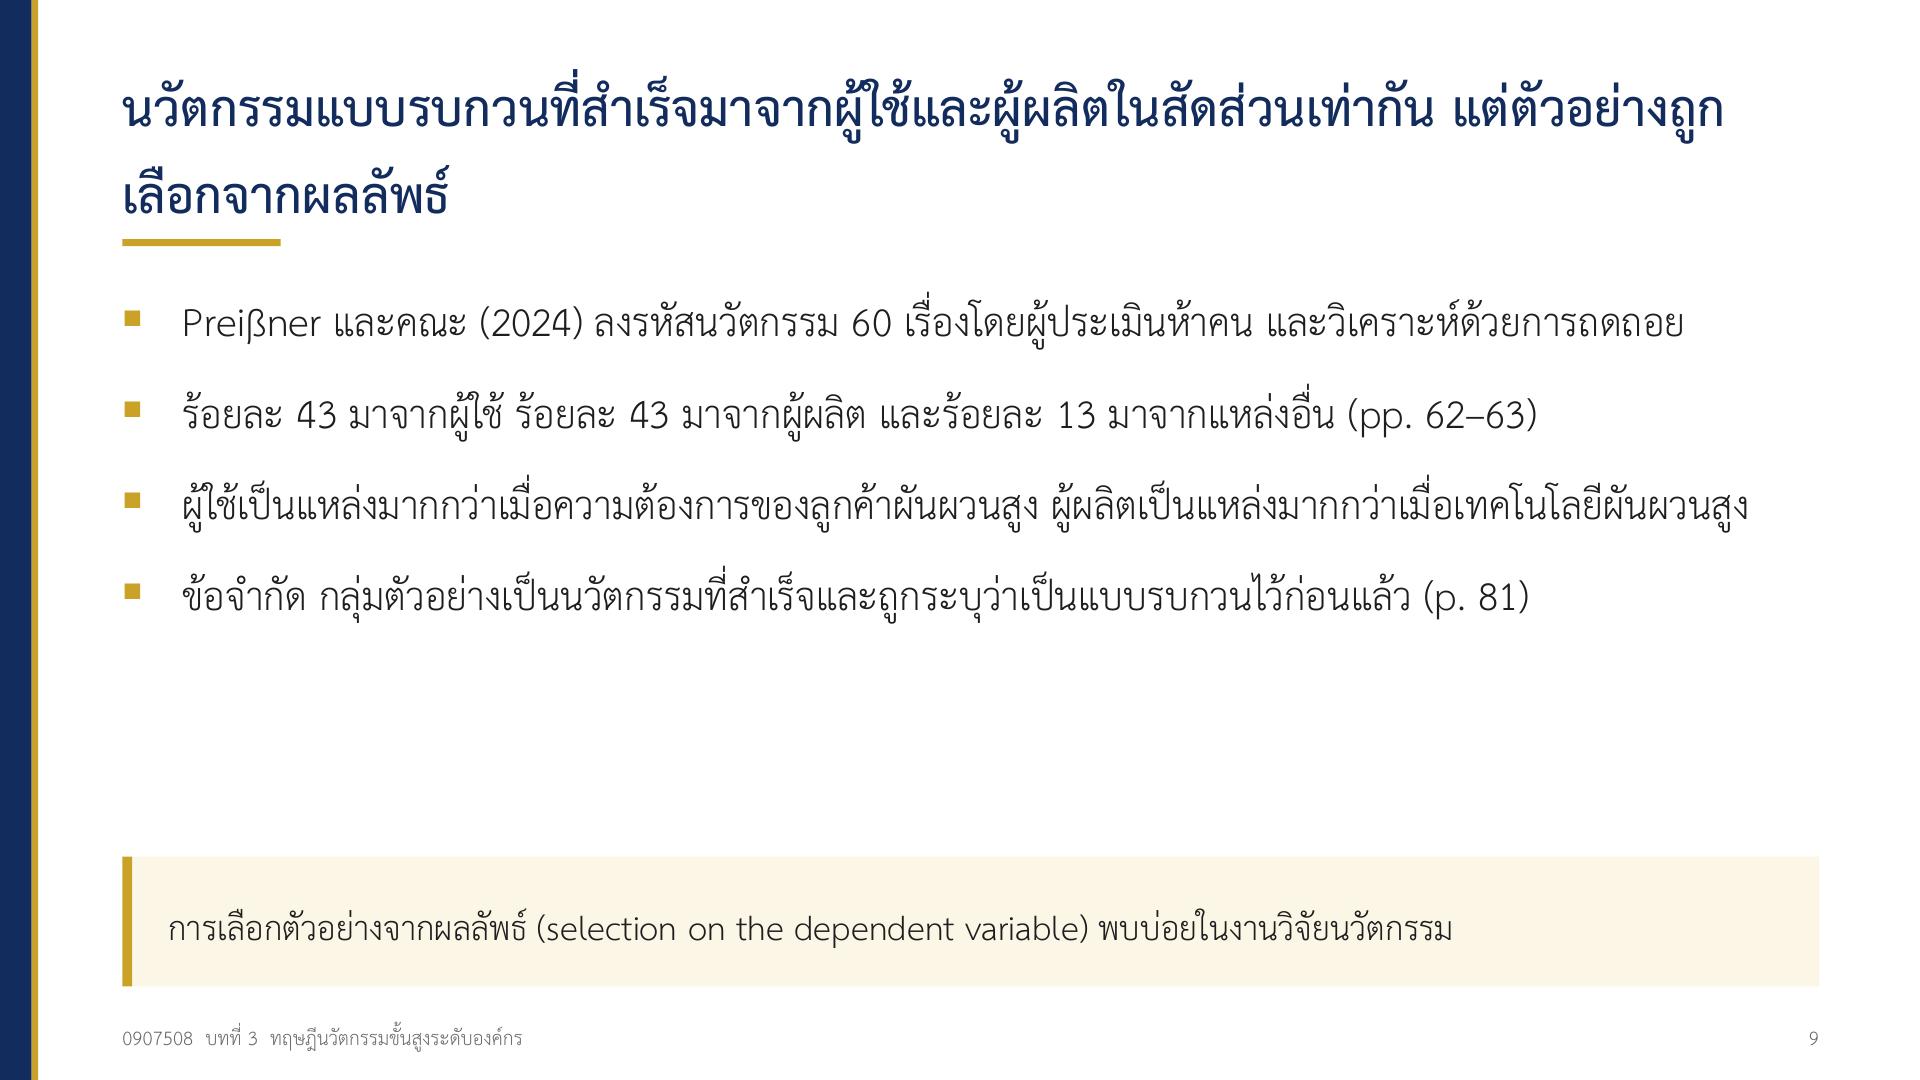 นวัตกรรมแบบรบกวนที่สำเร็จมาจากผู้ใช้และผู้ผลิตในสัดส่วนเท่ากัน แต่ตัวอย่างถูก
เลือกจากผลลัพธ์
■ Preißner และคณะ (2024) ลงรหัสนวัตกรรม 60 เรื่องโดยผู้ประเมินห้าคน และวิเคราะห์ด้วยการถดถอย
■ ร้อยละ 43 มาจากผู้ใช้ ร้อยละ 43 มาจากผู้ผลิต และร้อยละ 13 มาจากแหล่งอื่น (pp. 62–63)
■ ผู้ใช้เป็นแหล่งมากกว่าเมื่อความต้องการของลูกค้าผันผวนสูง ผู้ผลิตเป็นแหล่งมากกว่าเมื่อเทคโนโลยีผันผวนสูง
■ ข้อจำกัด กลุ่มตัวอย่างเป็นนวัตกรรมที่สำเร็จและถูกระบุว่าเป็นแบบรบกวนไว้ก่อนแล้ว (p. 81)
การเลือกตัวอย่างจากผลลัพธ์ (selection on the dependent variable) พบบ่อยในงานวิจัยนวัตกรรม
0907508 บทที่ 3 ทฤษฎีนวัตกรรมขั้นสูงระดับองค์กร
9